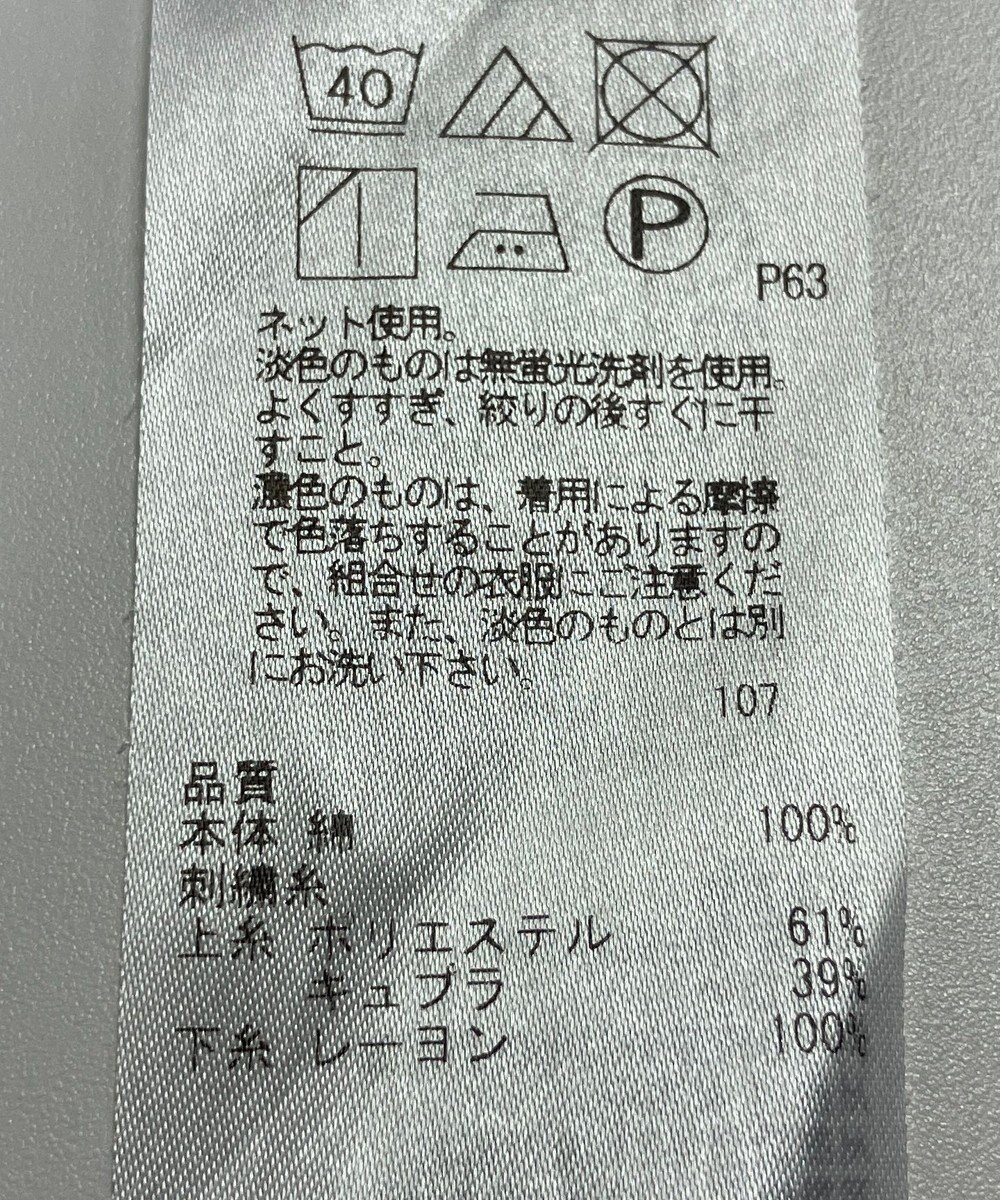 40
P
P63
ネット使用。
淡色のものは無蛍光洗剤を使用。
よくすすぎ、絞りの後すぐに干
すこと。
濃色のものは、着用による摩擦
で色落ちすることがありますの
で、組合せの衣服にご注意くだ
さい。また、淡色のものとは別
にお洗い下さい。
107
品質
本体 綿 100%
刺繍糸
上糸 ポリエステル 61%
キュプラ 39%
下糸 レーヨン 100%